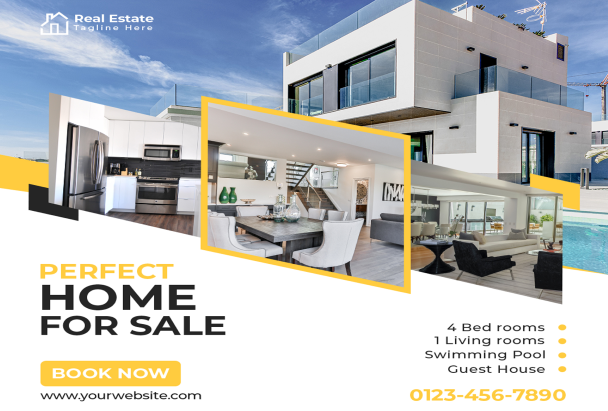 Real Estate
Tagline Here
PERFECT
HOME
FOR SALE
BOOK NOW
www.yourwebsite.com
4 Bed rooms
1 Living rooms
Swimming Pool
Guest House
0123-456-7890